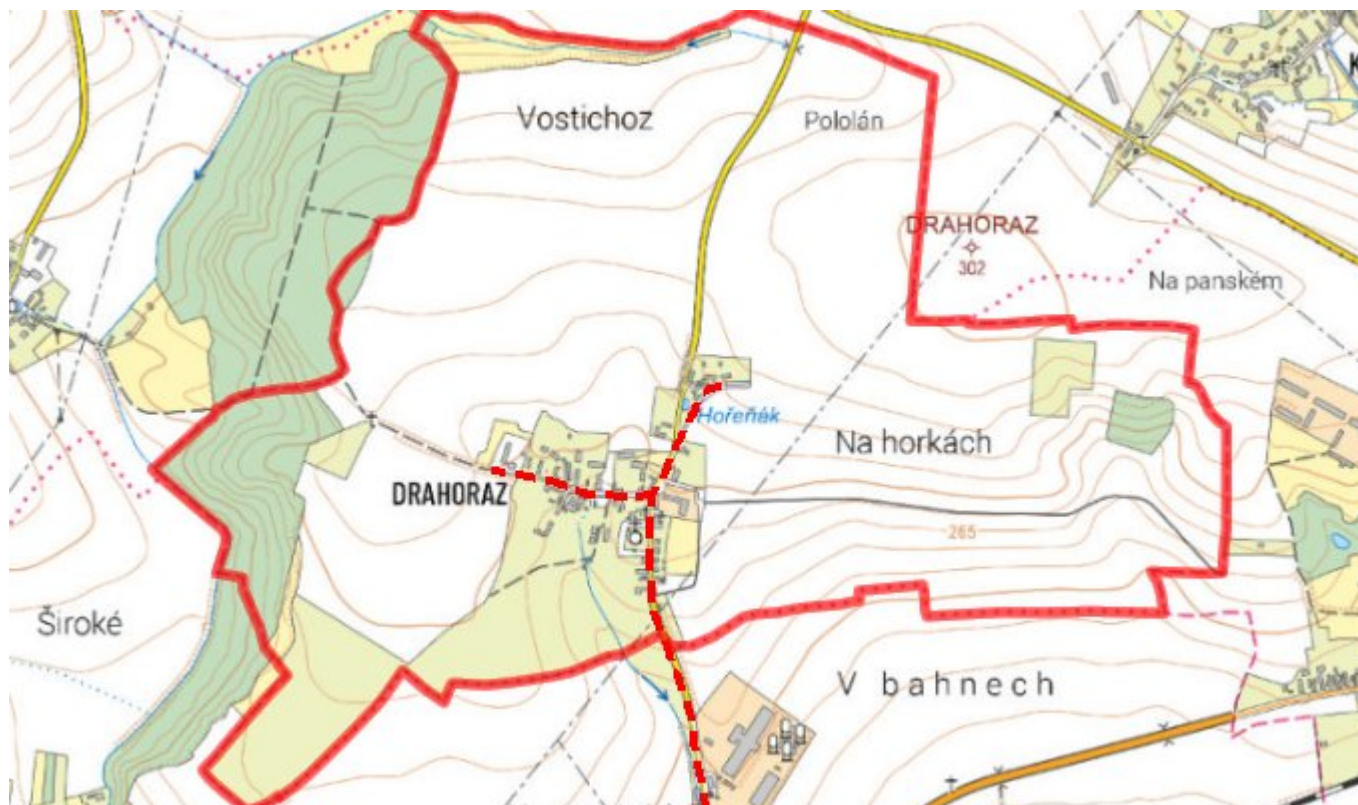 Vostichoz
Pololán
DRAHORAZ
302
Na panském
Hořeňák
Na horkách
DRAHORAZ
265
Široké
V bahnech